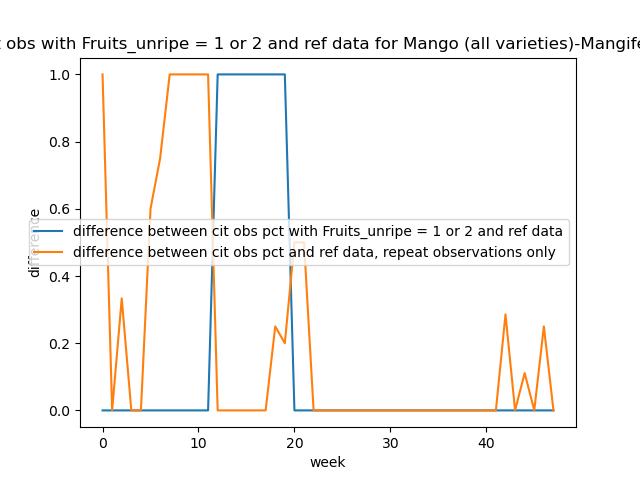 obs with Fruits_unripe = 1 or 2 and ref data for Mango (all varieties)-Mangife
1.0
0.8
0.6
0.4
0.2
0.0
difference
difference between cit obs pct with Fruits_unripe = 1 or 2 and ref data
difference between cit obs pct and ref data, repeat observations only
0 10 20 30 40
week